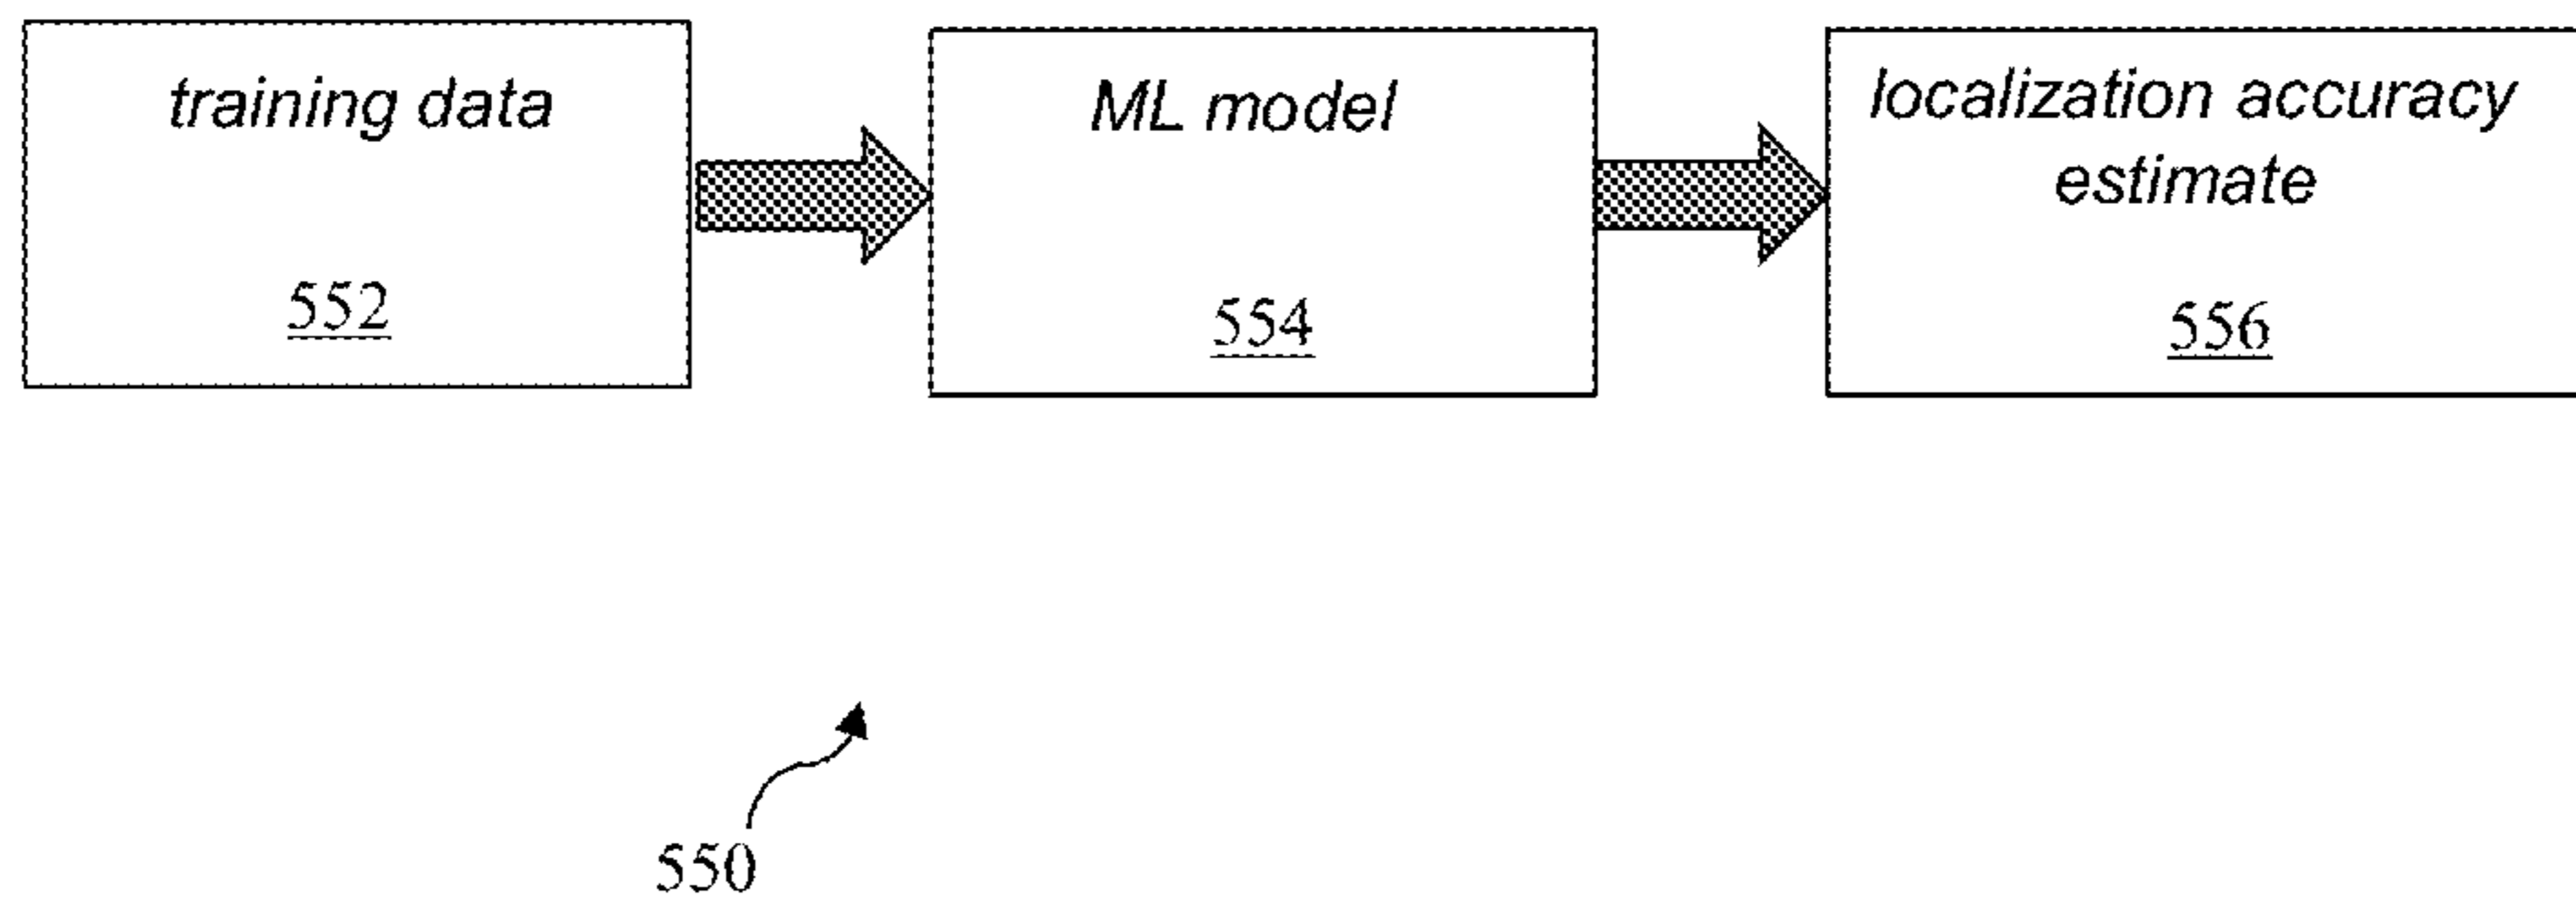 training data
552
ML model
554
localization accuracy
estimate
556
550